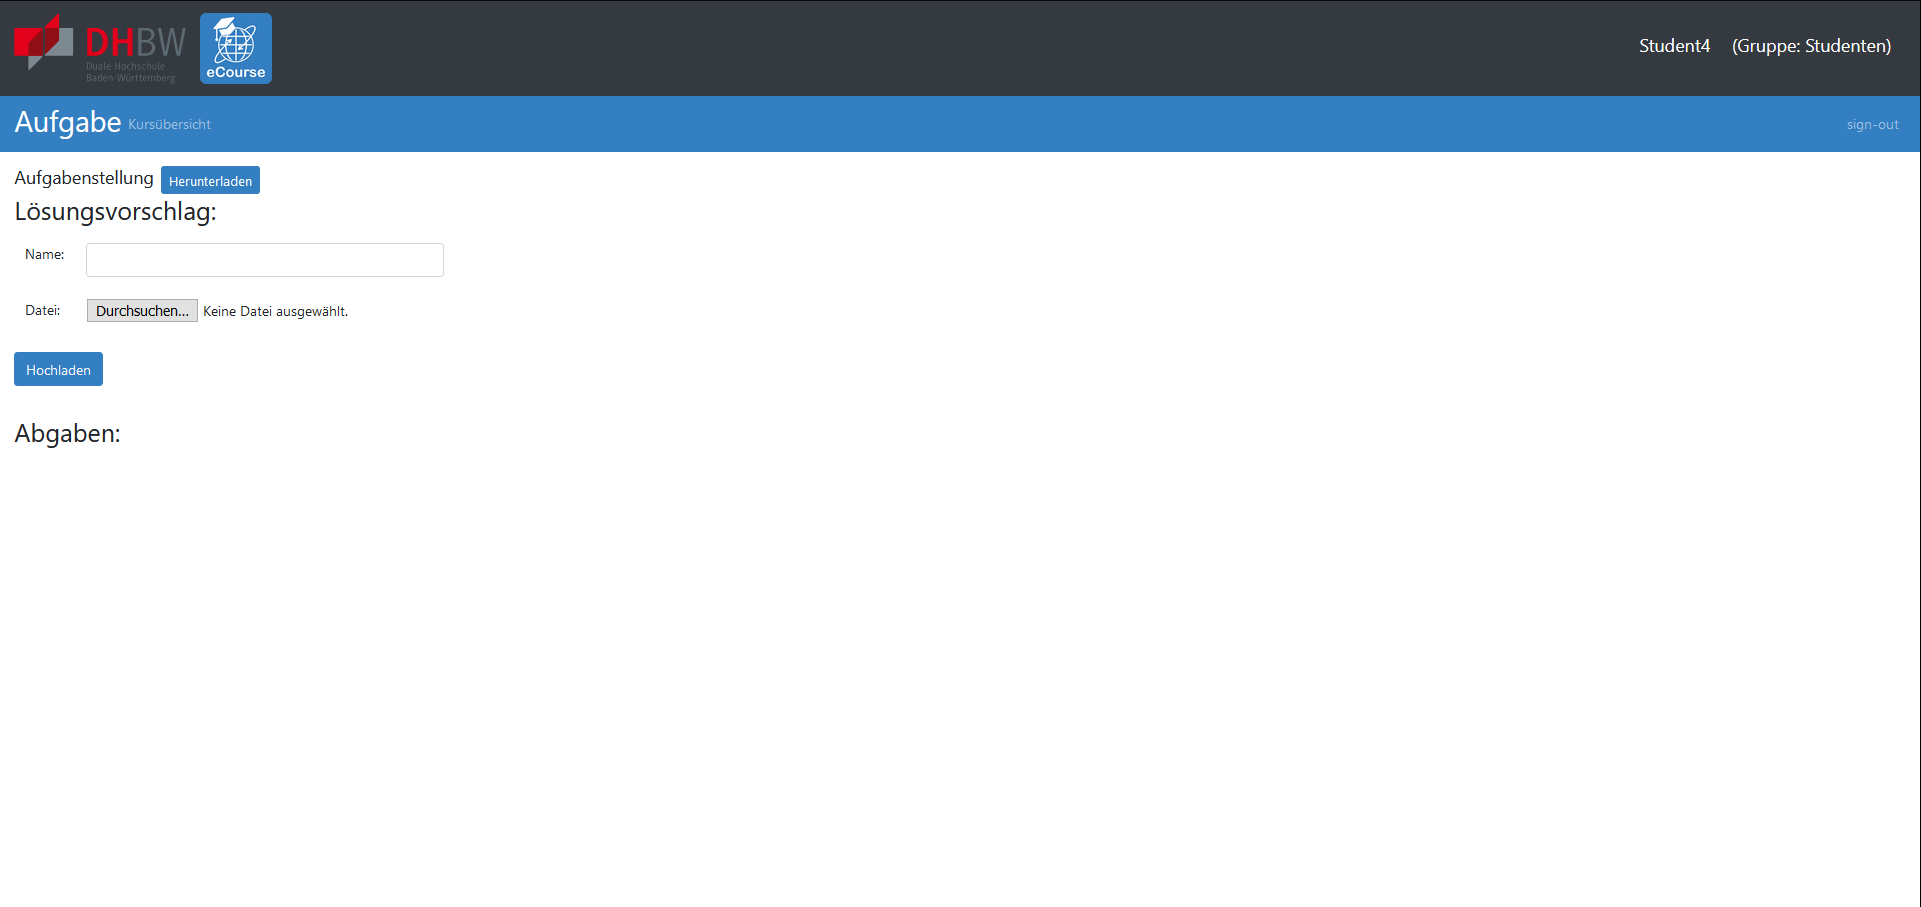 DHBW
Duale Hochschule
Baden-Württemberg
eCourse
Student4 (Gruppe: Studenten)
Aufgabe Kursübersicht sign-out
Aufgabenstellung Herunterladen
Lösungsvorschlag:
Name:
Datei: Durchsuchen... Keine Datei ausgewählt.
Hochladen
Abgaben: